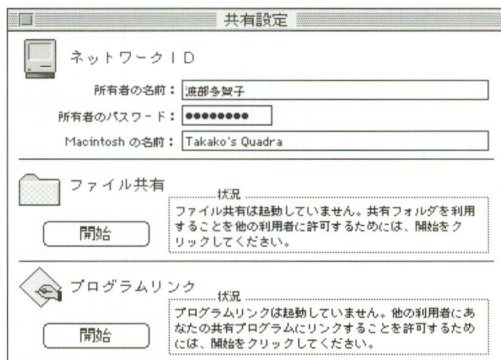 共有設定
ネットワークID
所有者の名前: 渡部多賀子
所有者のパスワード: ●●●●●●●●
Macintosh の名前: Takako's Quadra
ファイル共有
状況
ファイル共有は起動していません。共有フォルダを利用
することを他の利用者に許可するためには、開始をク
リックしてください。
開始
プログラムリンク
状況
プログラムリンクは起動していません。他の利用者にあ
なたの共有プログラムにリンクすることを許可するため
には、開始をクリックしてください。
開始